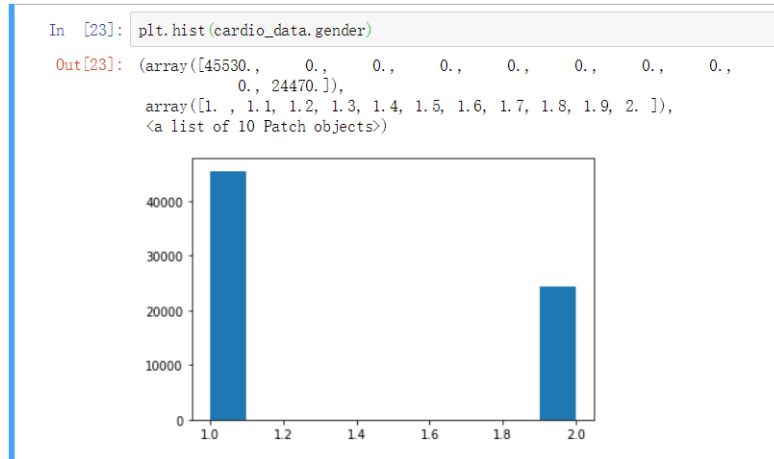 In [23]: plt.hist(cardio_data.gender)
Out[23]: (array([45530., 0., 0., 0., 0., 0., 0., 0.,
0., 24470.]),
array([1. , 1.1, 1.2, 1.3, 1.4, 1.5, 1.6, 1.7, 1.8, 1.9, 2. ]),
<a list of 10 Patch objects>)
40000
30000
20000
10000
0
1.0 1.2 1.4 1.6 1.8 2.0